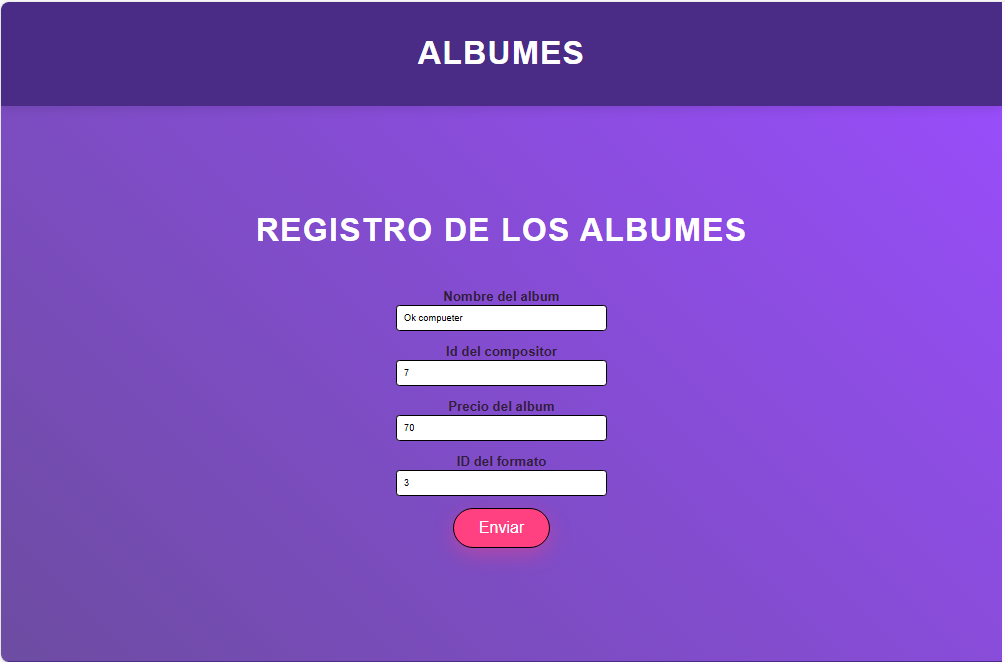 ALBUMES
REGISTRO DE LOS ALBUMES
Nombre del album
Ok compueter
Id del compositor
7
Precio del album
70
ID del formato
3
Enviar